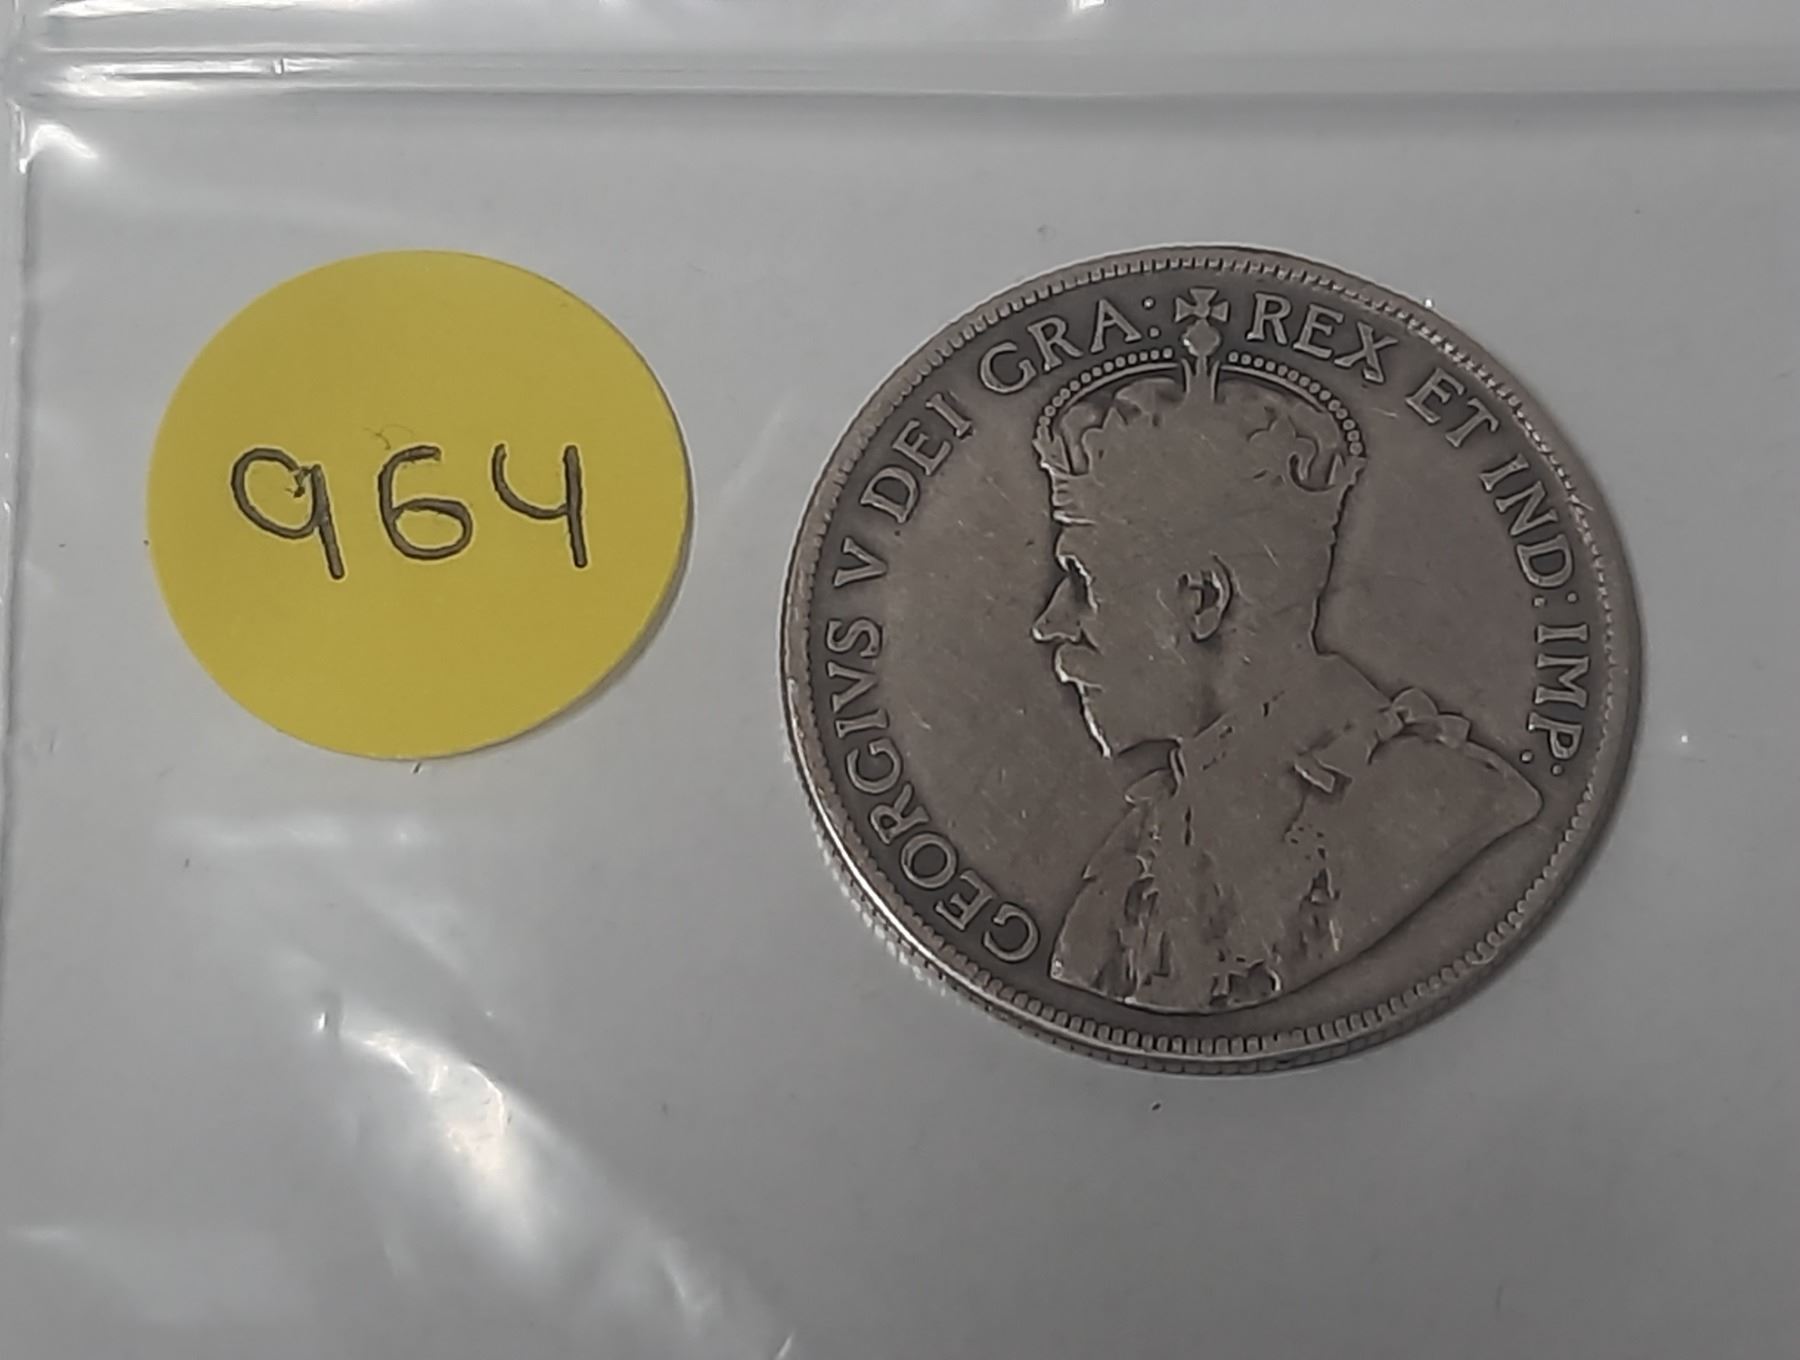 964
GEORGIVS V DEI GRA: REX ET IND: IMP: